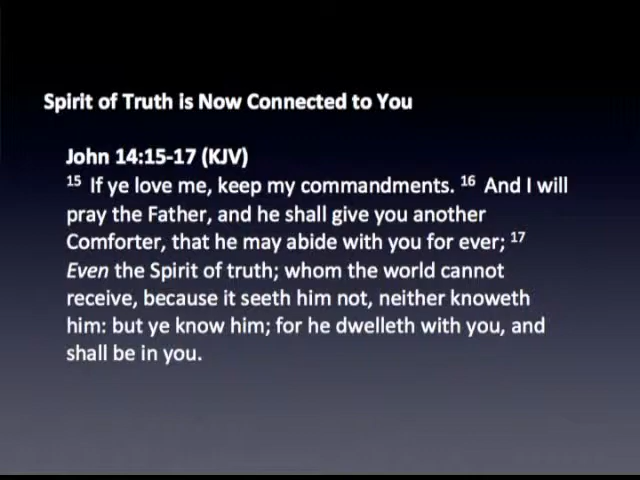 Spirit of Truth is Now Connected to You
John 14:15-17 (KJV)
15 If ye love me, keep my commandments. 16 And I will
pray the Father, and he shall give you another
Comforter, that he may abide with you for ever; 17
Even the Spirit of truth; whom the world cannot
receive, because it seeth him not, neither knoweth
him: but ye know him; for he dwelleth with you, and
shall be in you.